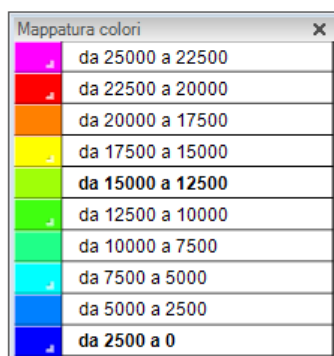 Mappatura colori
da 25000 a 22500
da 22500 a 20000
da 20000 a 17500
da 17500 a 15000
da 15000 a 12500
da 12500 a 10000
da 10000 a 7500
da 7500 a 5000
da 5000 a 2500
da 2500 a 0